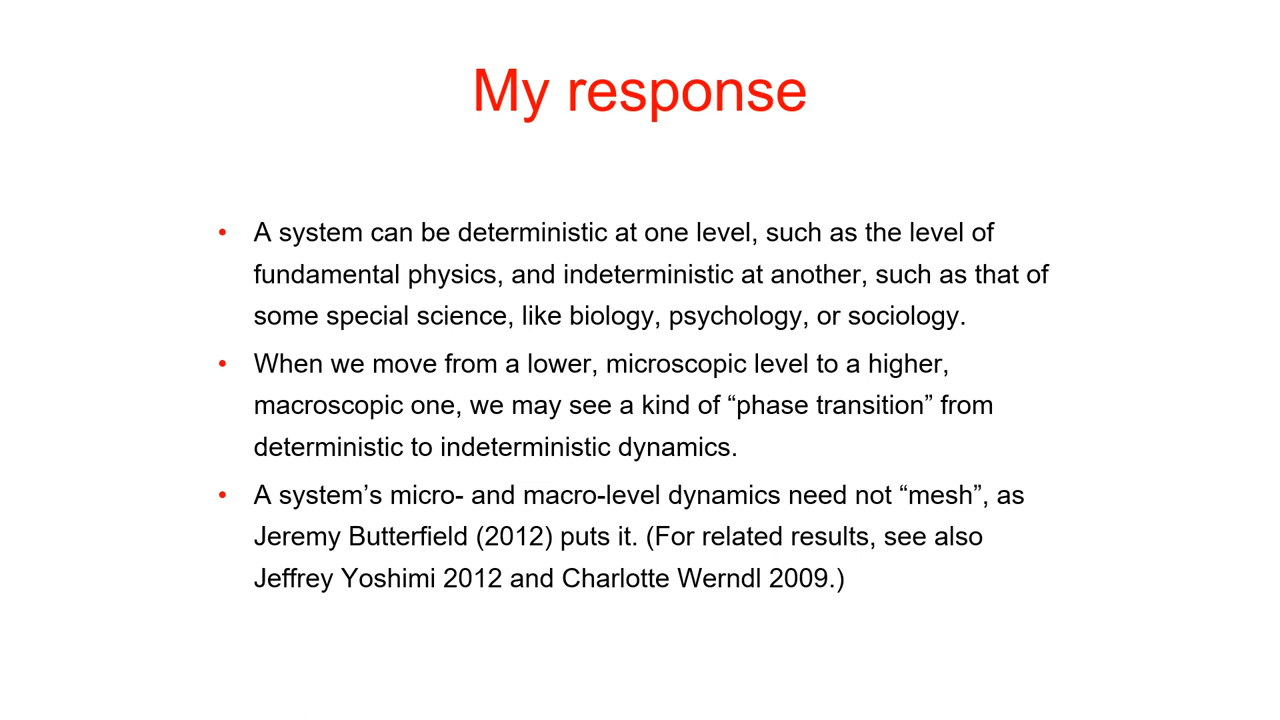 My response
• A system can be deterministic at one level, such as the level of
fundamental physics, and indeterministic at another, such as that of
some special science, like biology, psychology, or sociology.
• When we move from a lower, microscopic level to a higher,
macroscopic one, we may see a kind of “phase transition” from
deterministic to indeterministic dynamics.
• A system’s micro- and macro-level dynamics need not “mesh”, as
Jeremy Butterfield (2012) puts it. (For related results, see also
Jeffrey Yoshimi 2012 and Charlotte Werndl 2009.)